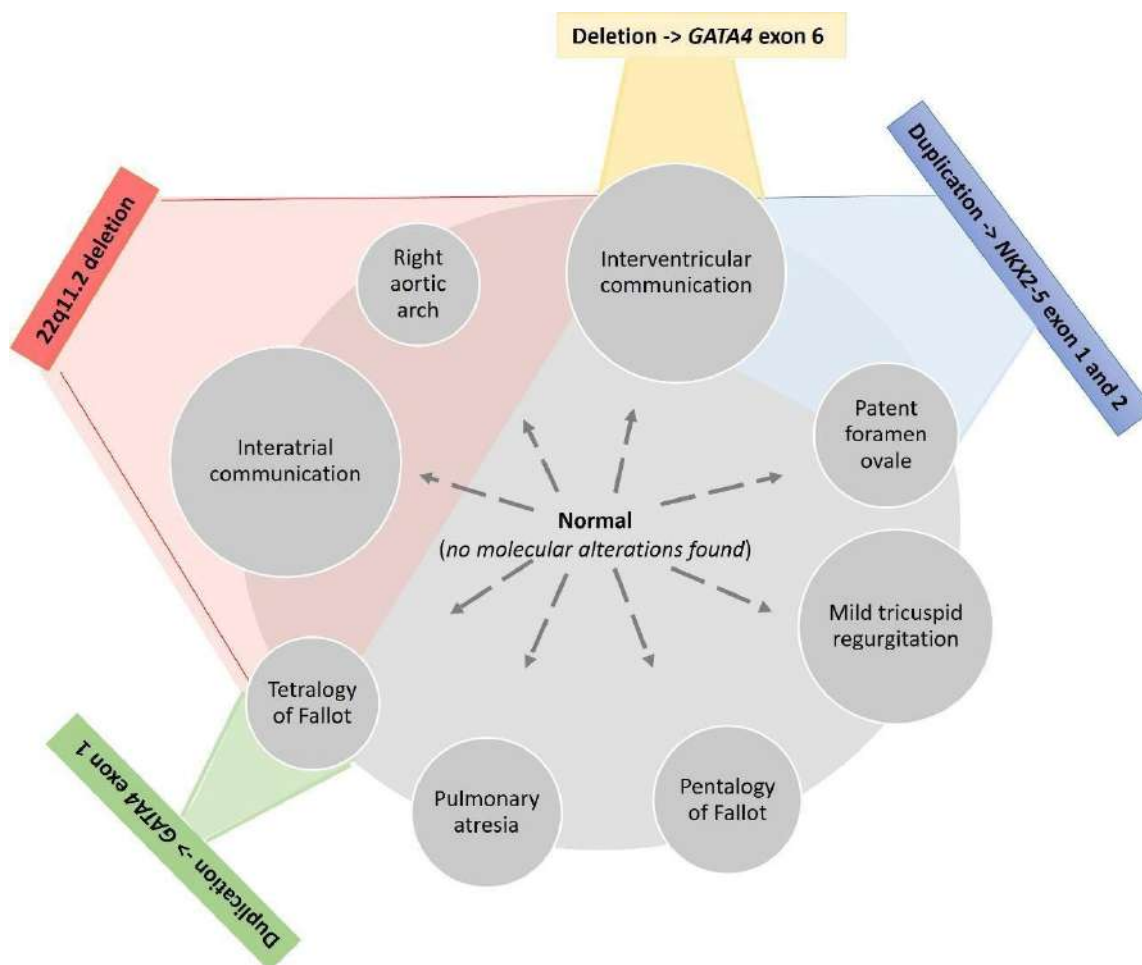 Deletion -> GATA4 exon 6
Duplication -> NKX2-5 exon 1 and 2
22q11.2 deletion
Right
aortic
arch
Interventricular
communication
Interatrial
communication
Patent
foramen
ovale
Normal
(no molecular alterations found)
Mild tricuspid
regurgitation
Tetralogy
of Fallot
Pulmonary
atresia
Pentalogy
of Fallot
Duplication -> GATA4 exon 1